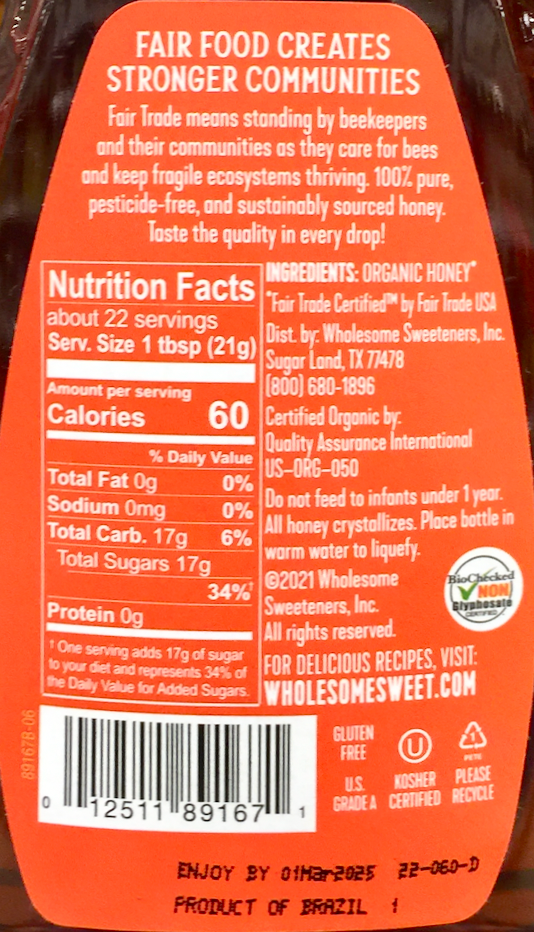 FAIR FOOD CREATES
STRONGER COMMUNITIES
Fair Trade means standing by beekeepers
and their communities as they care for bees
and keep fragile ecosystems thriving. 100% pure,
pesticide-free, and sustainably sourced honey.
Taste the quality in every drop!
Nutrition Facts
about 22 servings
Serv. Size 1 tbsp (21g)
Amount per serving
Calories 60
% Daily Value
Total Fat 0g 0%
Sodium 0mg 0%
Total Carb. 17g 6%
Total Sugars 17g
34%†
Protein 0g
† One serving adds 17g of sugar
to your diet and represents 34% of
the Daily Value for Added Sugars.
INGREDIENTS: ORGANIC HONEY*
*Fair Trade Certified™ by Fair Trade USA
Dist. by: Wholesome Sweeteners, Inc.
Sugar Land, TX 77478
(800) 680-1896
Certified Organic by:
Quality Assurance International
US-ORG-050
Do not feed to infants under 1 year.
All honey crystallizes. Place bottle in
warm water to liquefy.
©2021 Wholesome
Sweeteners, Inc.
All rights reserved.
BioChecked
NON
Glyphosate
CERTIFIED
FOR DELICIOUS RECIPES, VISIT:
WHOLESOMESWEET.COM
89167B-06
0 12511 89167 1
GLUTEN
FREE
U.S.
GRADE A
U
KOSHER
CERTIFIED
1
PETE
PLEASE
RECYCLE
ENJOY BY 01Mar2025 22-060-D
PRODUCT OF BRAZIL 1